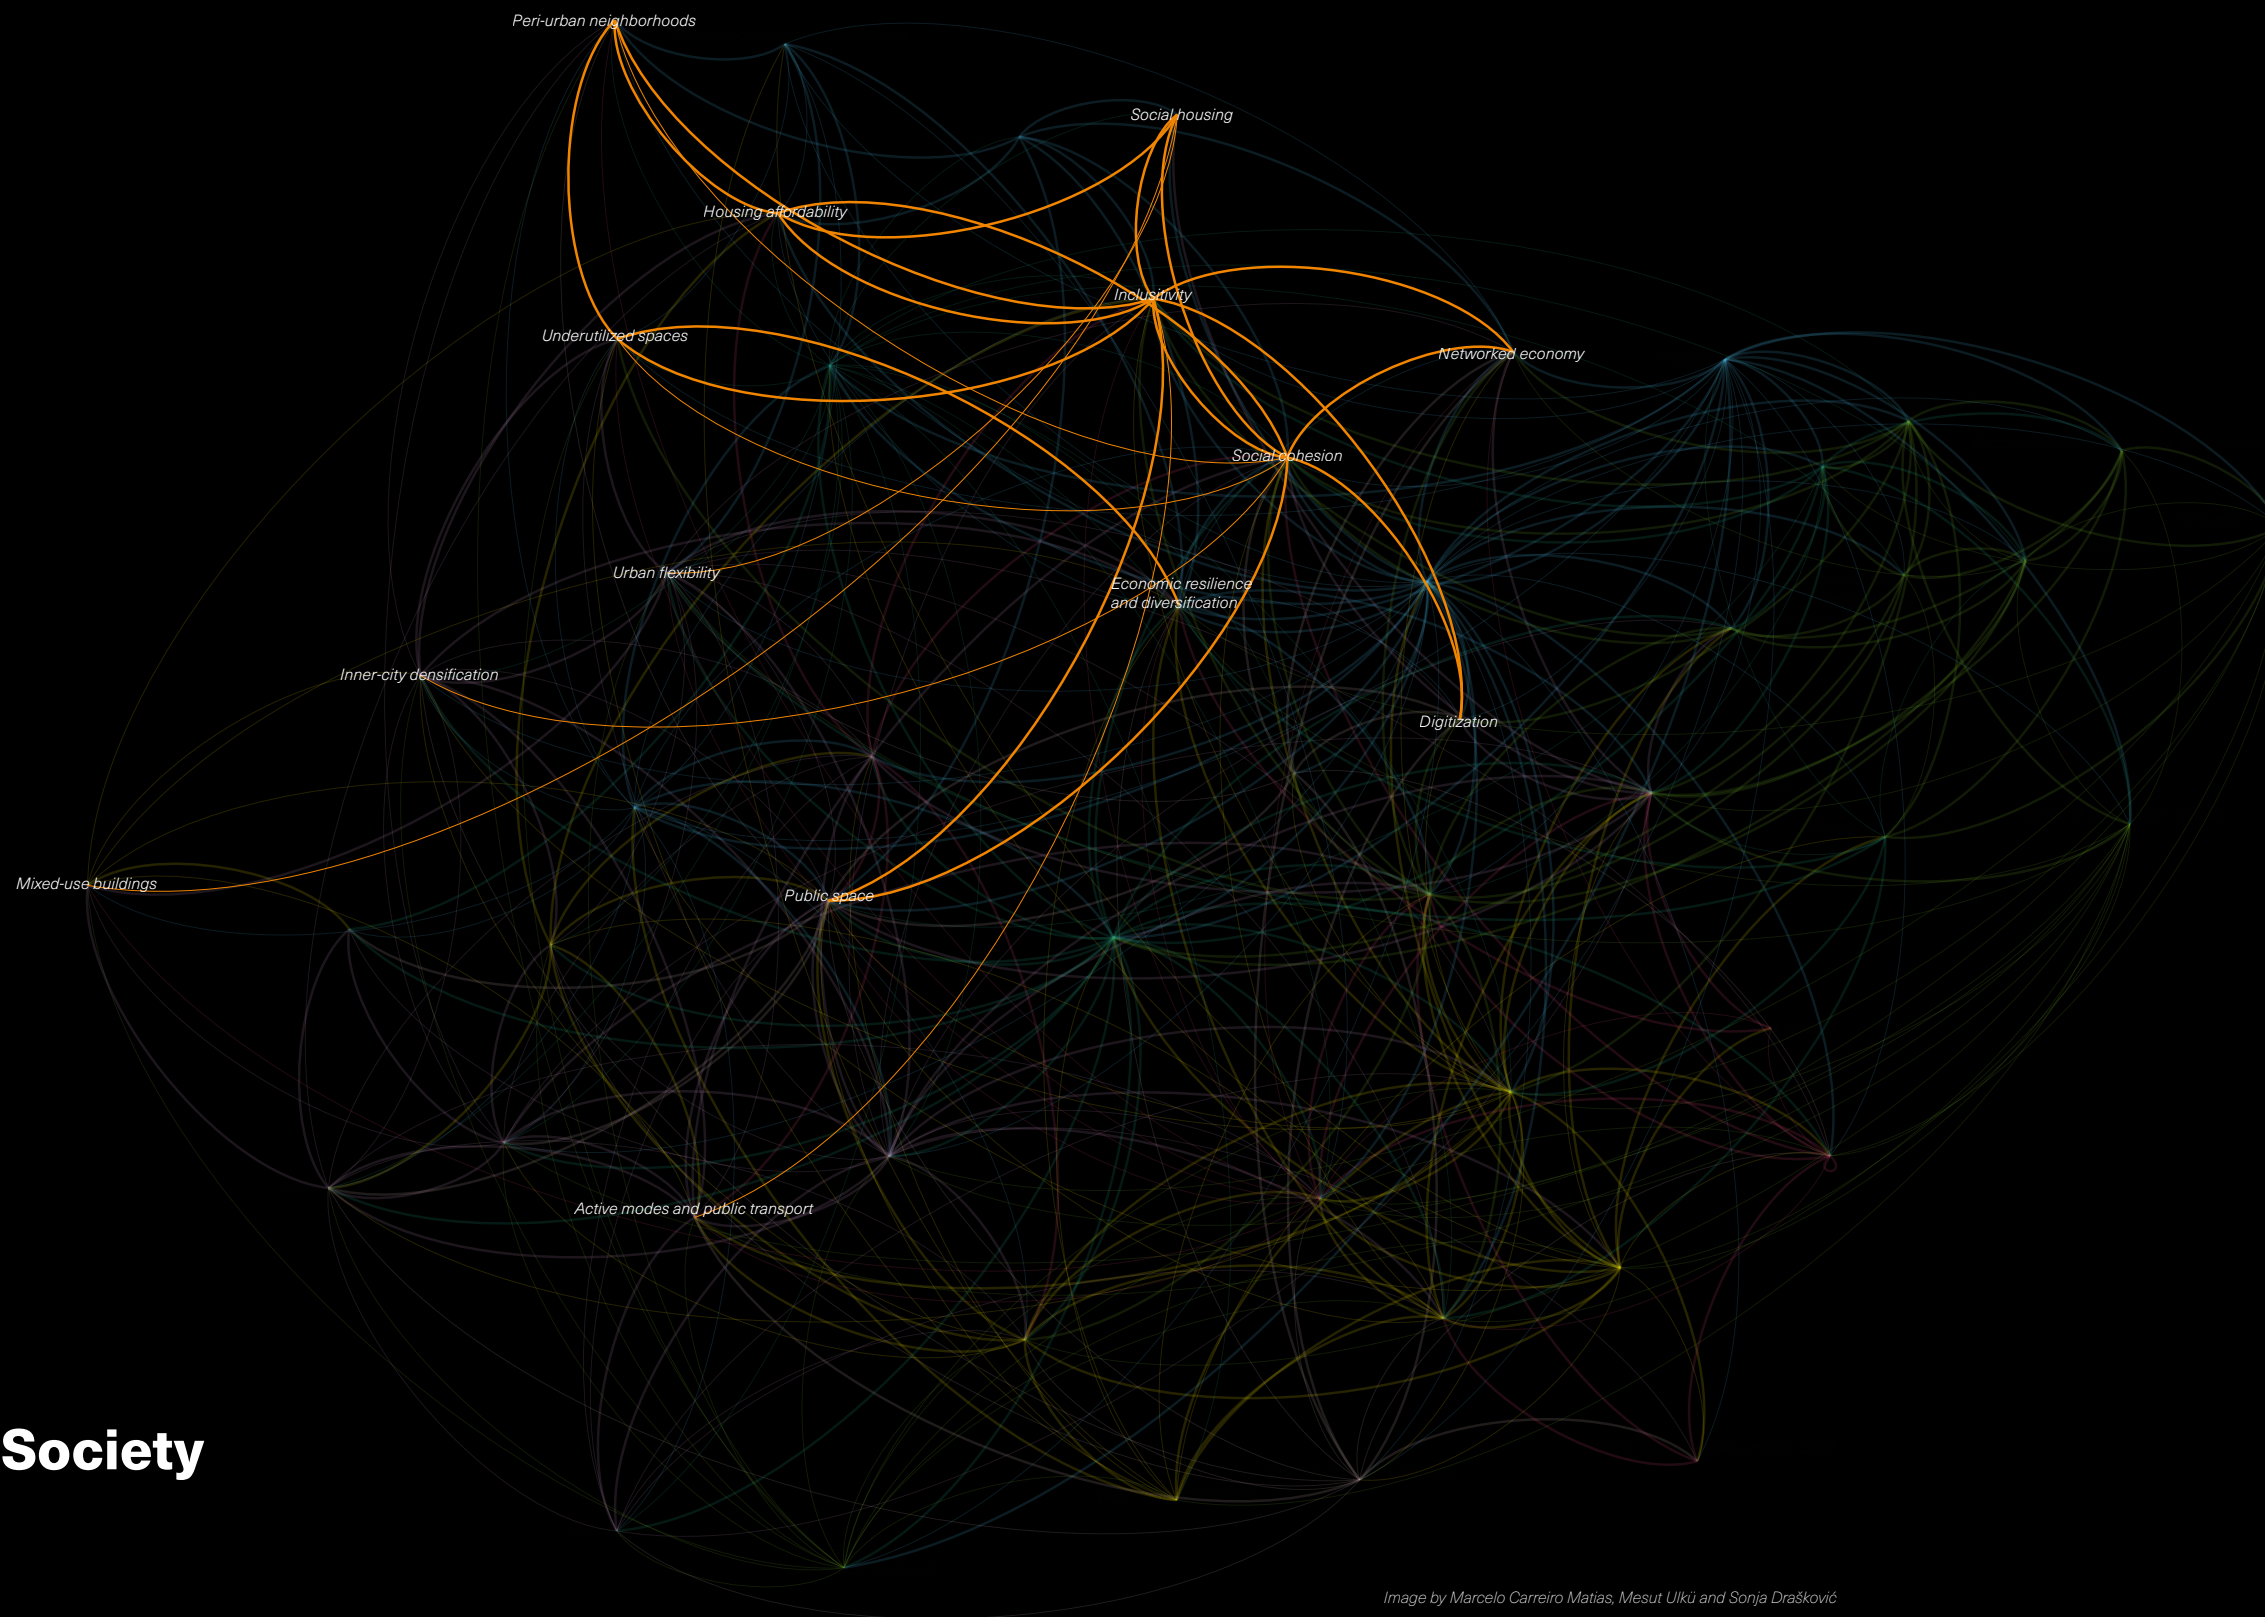 Peri-urban neighborhoods
Social housing
Housing affordability
Inclusitivity
Underutilized spaces
Networked economy
Social cohesion
Urban flexibility
Economic resilience
and diversification
Inner-city densification
Digitization
Mixed-use buildings
Public space
Active modes and public transport
Society
Image by Marcelo Carreiro Matias, Mesut Ulkü and Sonja Drašković